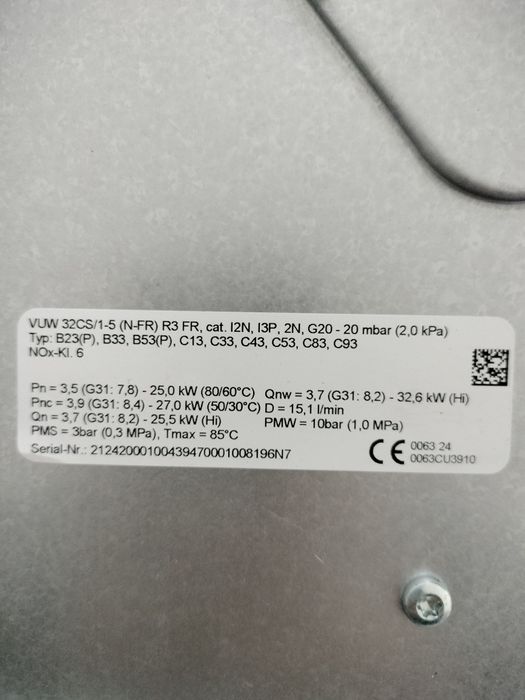 VUW 32CS/1-5 (N-FR) R3 FR, cat. I2N, I3P, 2N, G20 - 20 mbar (2,0 kPa)
Typ: B23(P), B33, B53(P), C13, C33, C43, C53, C83, C93
NOx-Kl. 6
Pn = 3,5 (G31: 7,8) - 25,0 kW (80/60°C) Qnw = 3,7 (G31: 8,2) - 32,6 kW (Hi)
Pnc = 3,9 (G31: 8,4) - 27,0 kW (50/30°C) D = 15,1 l/min
Qn = 3,7 (G31: 8,2) - 25,5 kW (Hi) PMW = 10bar (1,0 MPa)
PMS = 3bar (0,3 MPa), Tmax = 85°C
Serial-Nr.: 21242000100439470001008196N7
CE 0063 24
0063CU3910